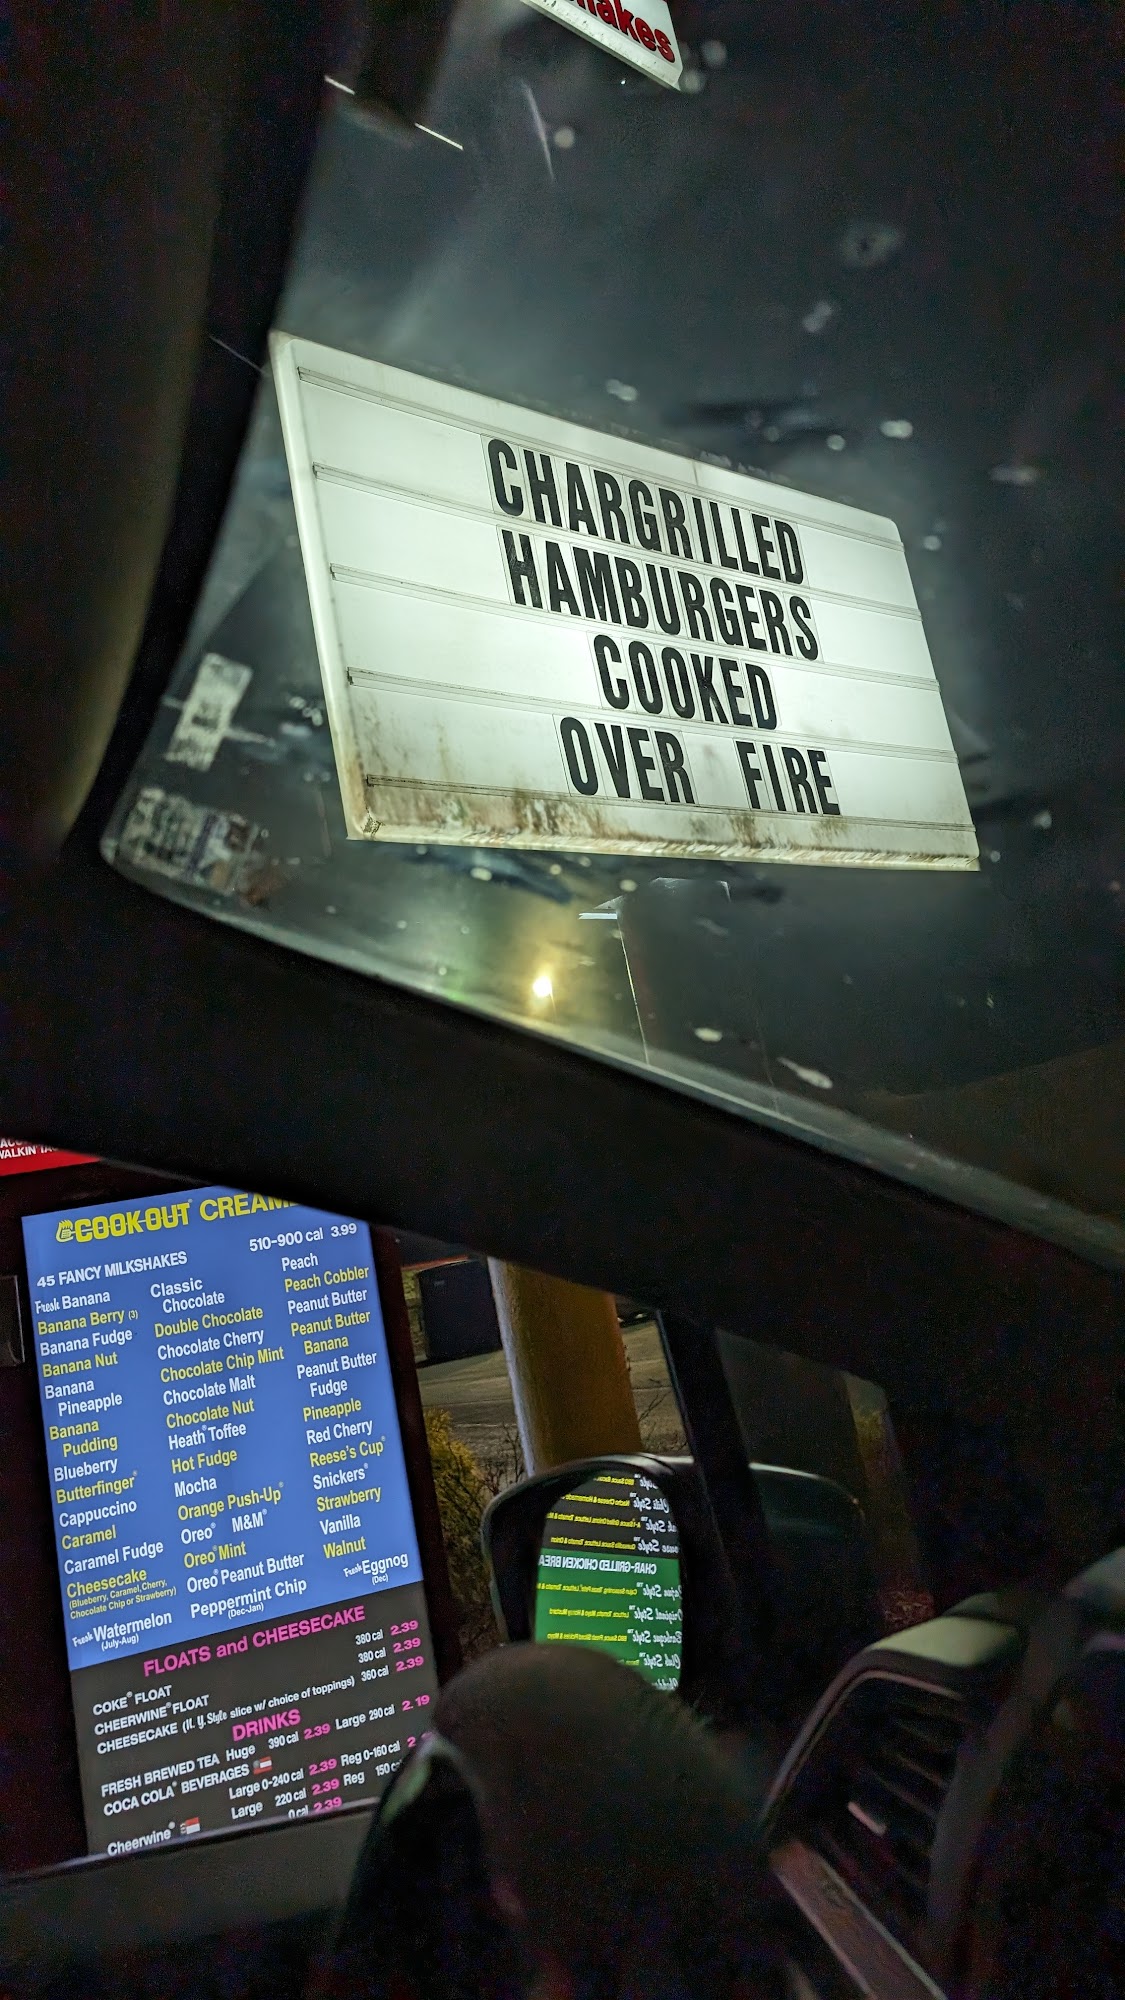 CHARGRILLED
HAMBURGERS
COOKED
OVER FIRE
COOK-OUT®
45 FANCY MILKSHAKES 510-900 cal 3.99
Fresh Banana
Banana Berry (3)
Banana Fudge
Banana Nut
Banana
Pineapple
Banana
Pudding
Blueberry
Butterfinger®
Cappuccino
Caramel
Caramel Fudge
Cheesecake
(Blueberry, Caramel, Cherry,
Chocolate Chip or Strawberry)
Fresh Watermelon
(July-Aug)
Classic
Chocolate
Double Chocolate
Chocolate Cherry
Chocolate Chip Mint
Chocolate Malt
Chocolate Nut
Heath® Toffee
Hot Fudge
Mocha
Orange Push-Up®
Oreo® M&M®
Oreo® Mint
Oreo® Peanut Butter
Peppermint Chip
(Dec-Jan)
Peach
Peach Cobbler
Peanut Butter
Peanut Butter
Banana
Peanut Butter
Fudge
Pineapple
Red Cherry
Reese's Cup®
Snickers®
Strawberry
Vanilla
Walnut
Fresh Eggnog
(Dec)
FLOATS and CHEESECAKE
COKE® FLOAT 380 cal 2.39
CHEERWINE® FLOAT 380 cal 2.39
CHEESECAKE (N. Y. Style slice w/ choice of toppings) 360 cal 2.39
DRINKS
FRESH BREWED TEA Huge 390 cal 2.39 Large 290 cal 2.19
COCA COLA® BEVERAGES Large 0-240 cal 2.39 Reg 0-160 cal
Cheerwine® Large 220 cal 2.39 Reg 150
0 cal 2.39
CHAR-GRILLED CHICKEN